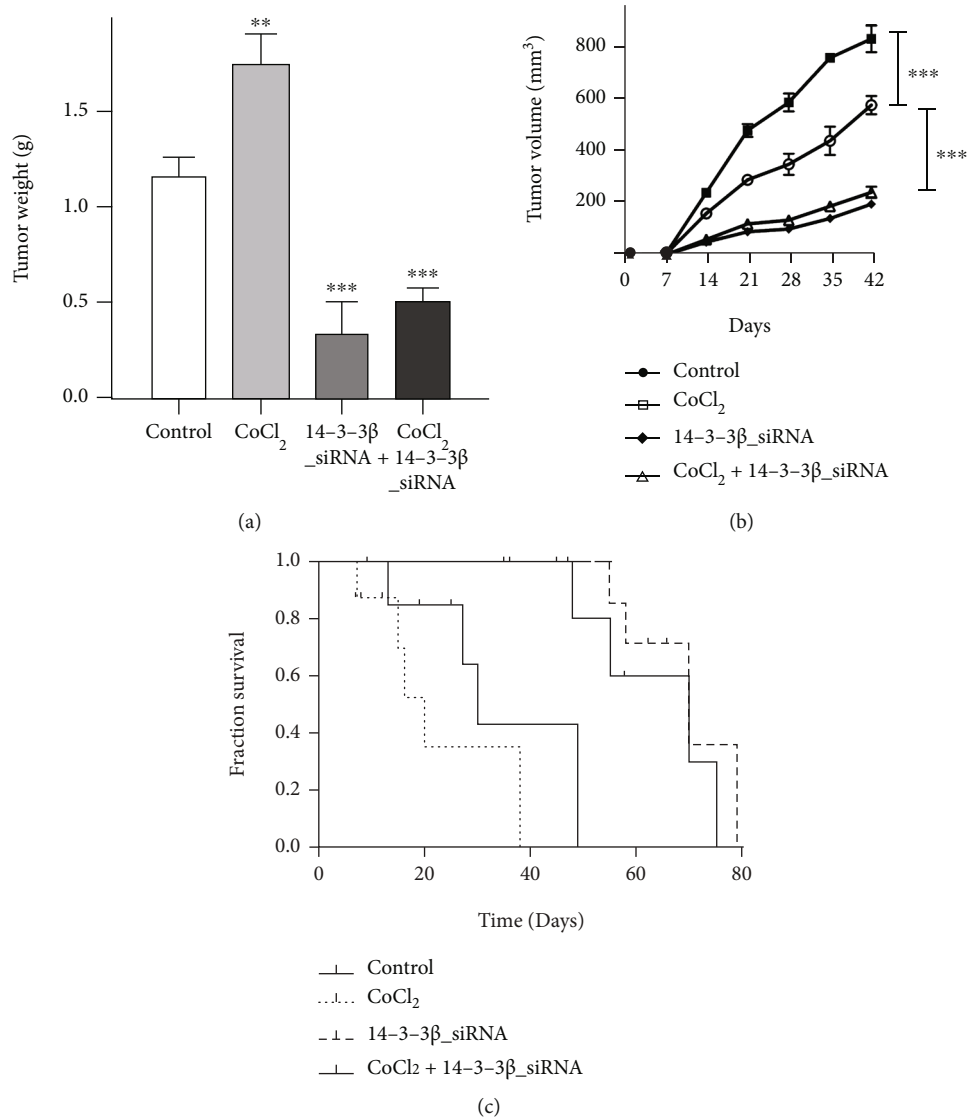 **
1.5
***
***
1.0
0.5
0.0
Tumor weight (g)
Control
CoCl2
14–3–3β
_siRNA
CoCl2
+ 14–3–3β
_siRNA
(a)
800
600
400
200
Tumor volume (mm3)
***
***
0
7
14
21
28
35
42
Days
Control
CoCl2
14–3–3β_siRNA
CoCl2 + 14–3–3β_siRNA
(b)
1.0
0.8
0.6
0.4
0.2
0.0
Fraction survival
0
20
40
60
80
Time (Days)
Control
CoCl2
14–3–3β_siRNA
CoCl2 + 14–3–3β_siRNA
(c)